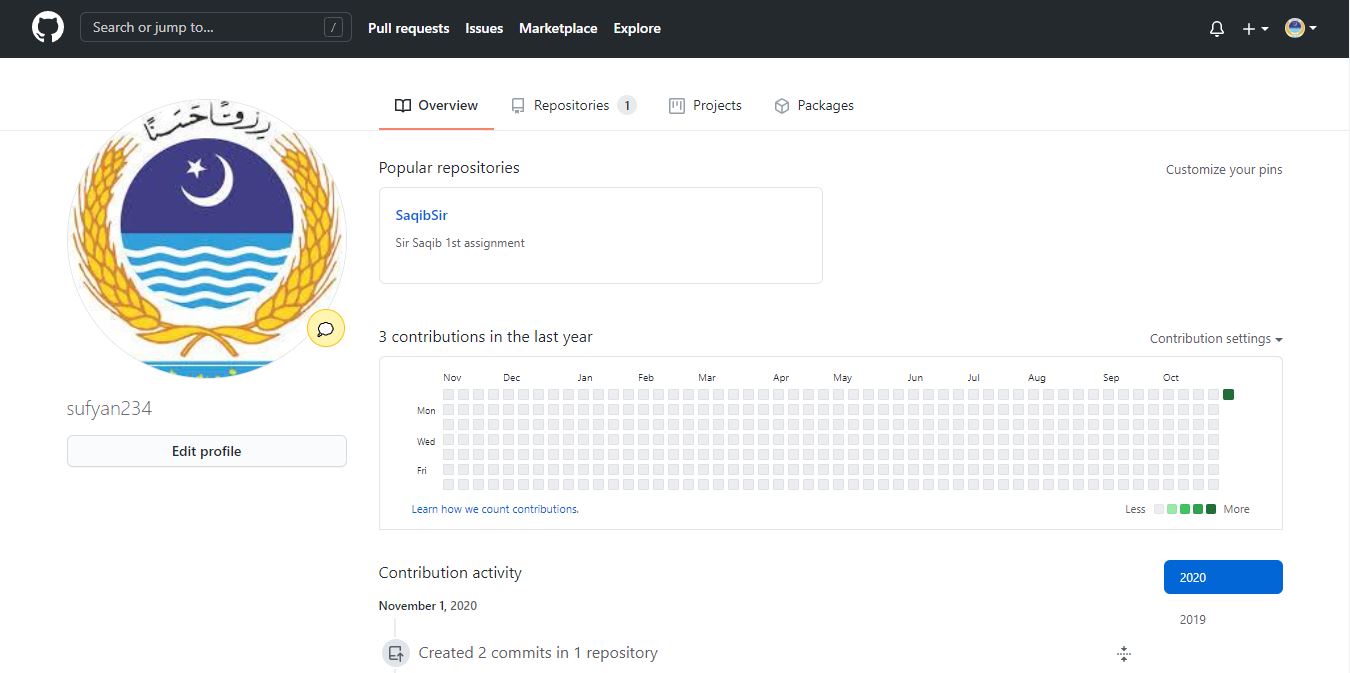 Search or jump to...
/
Pull requests
Issues
Marketplace
Explore
Overview
Repositories 1
Projects
Packages
رزقاً حسناً
sufyan234
Edit profile
Popular repositories
Customize your pins
SaqibSir
Sir Saqib 1st assignment
3 contributions in the last year
Contribution settings
Nov Dec Jan Feb Mar Apr May Jun Jul Aug Sep Oct
Mon
Wed
Fri
Learn how we count contributions.
Less More
Contribution activity
2020
2019
November 1, 2020
Created 2 commits in 1 repository